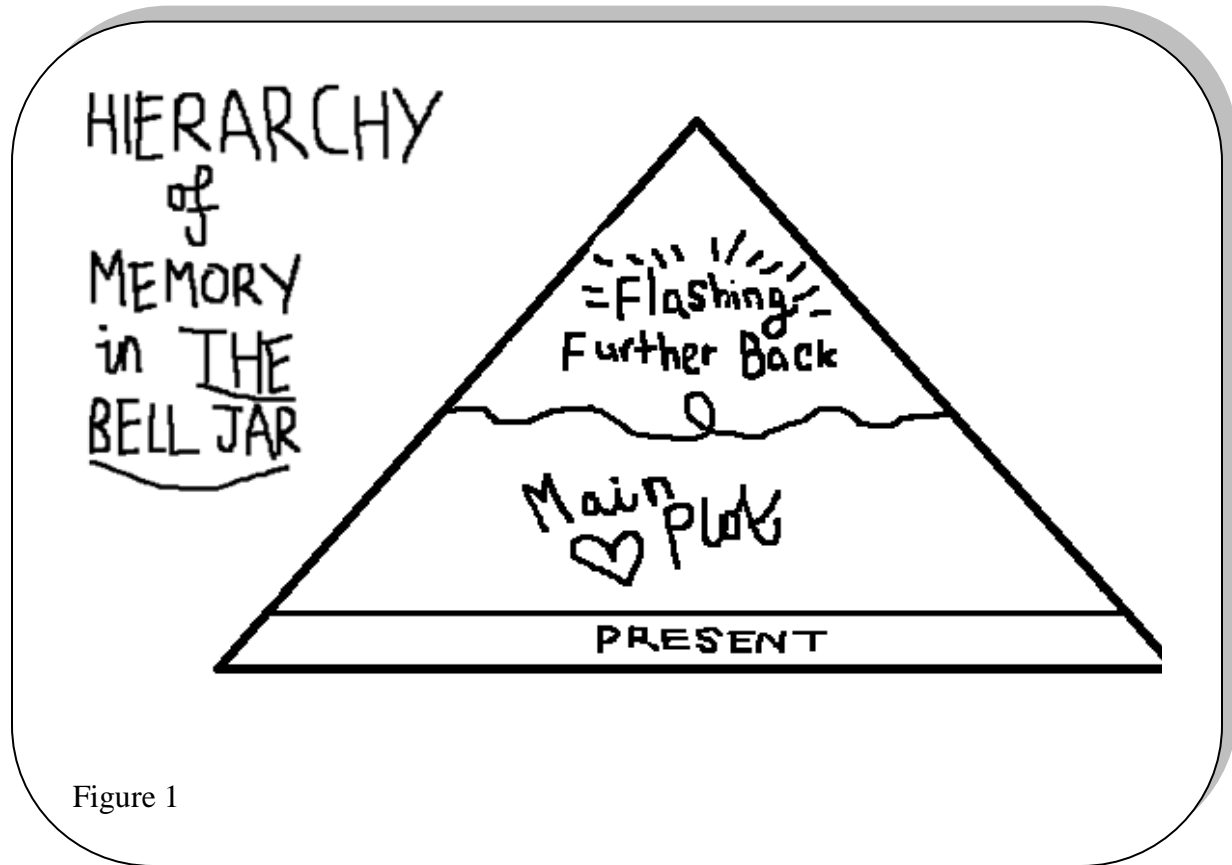 HIERARCHY
of
MEMORY
in THE
BELL JAR
Flashing
Further Back
Main
Plot
PRESENT
Figure 1